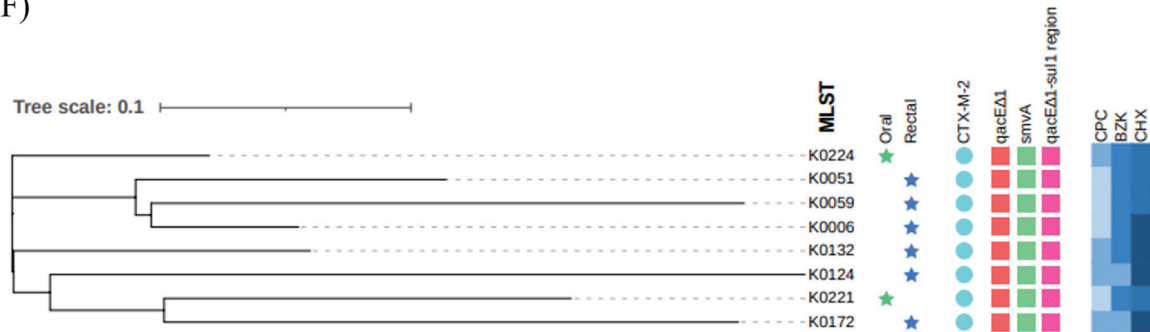 F)
Tree scale: 0.1
MLST
Oral
Rectal
CTX-M-2
qacEΔ1
smvA
qacEΔ1-sul1 region
CPC
BZK
CHX
K0224
K0051
K0059
K0006
K0132
K0124
K0221
K0172